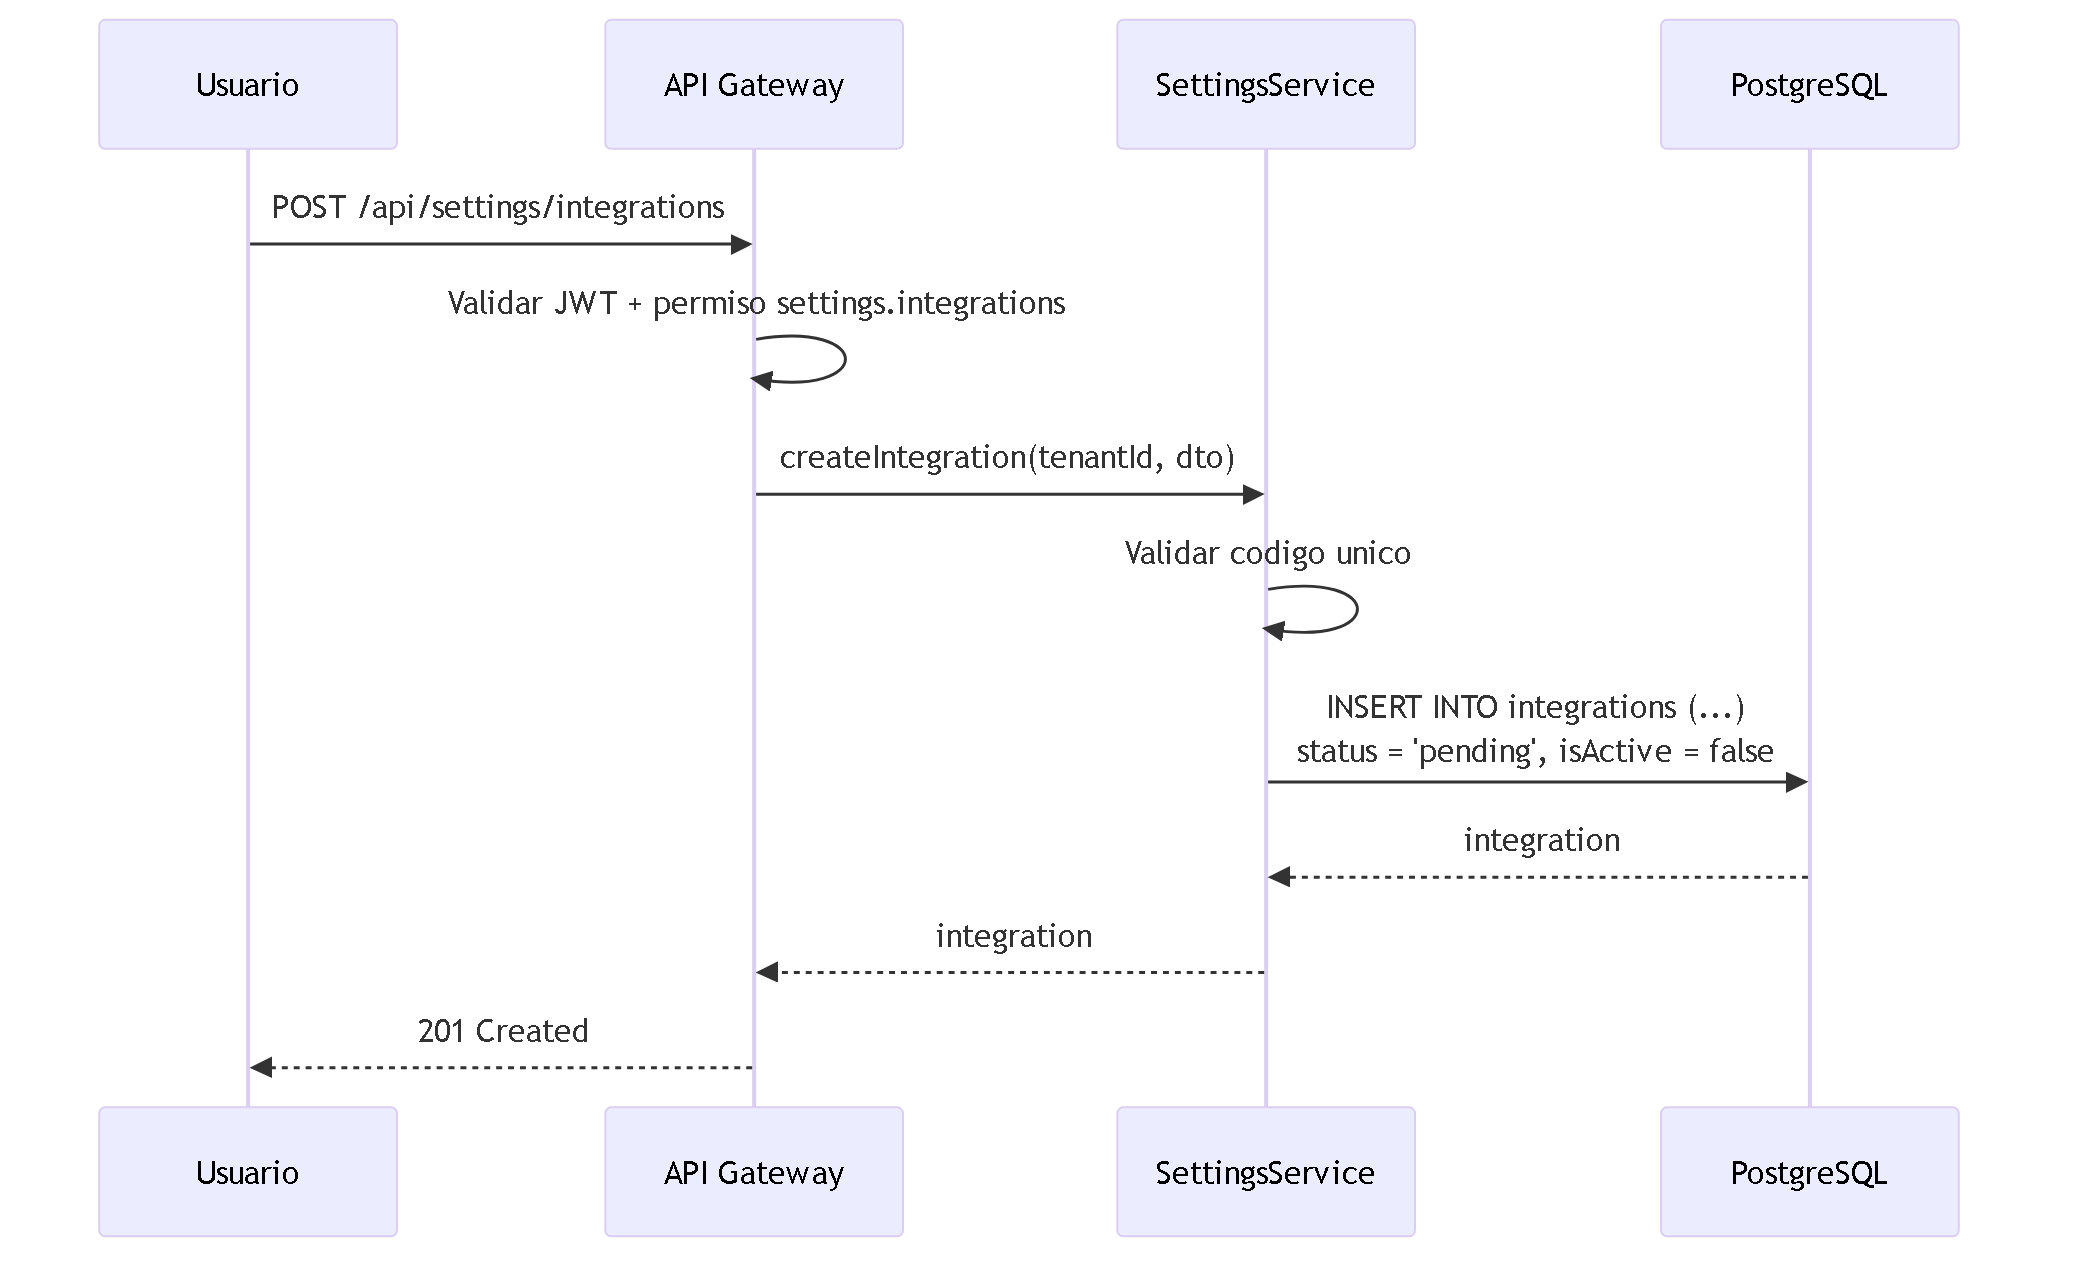 Usuario
API Gateway
SettingsService
PostgreSQL
POST /api/settings/integrations
Validar JWT + permiso settings.integrations
createIntegration(tenantId, dto)
Validar codigo unico
INSERT INTO integrations (...)
status = 'pending', isActive = false
integration
integration
201 Created
Usuario
API Gateway
SettingsService
PostgreSQL